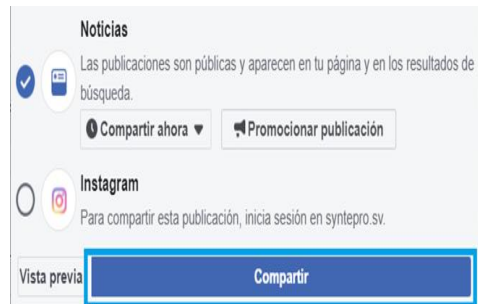 Noticias
Las publicaciones son públicas y aparecen en tu página y en los resultados de
búsqueda.
Compartir ahora
Promocionar publicación
Instagram
Para compartir esta publicación, inicia sesión en syntepro.sv.
Vista previa
Compartir